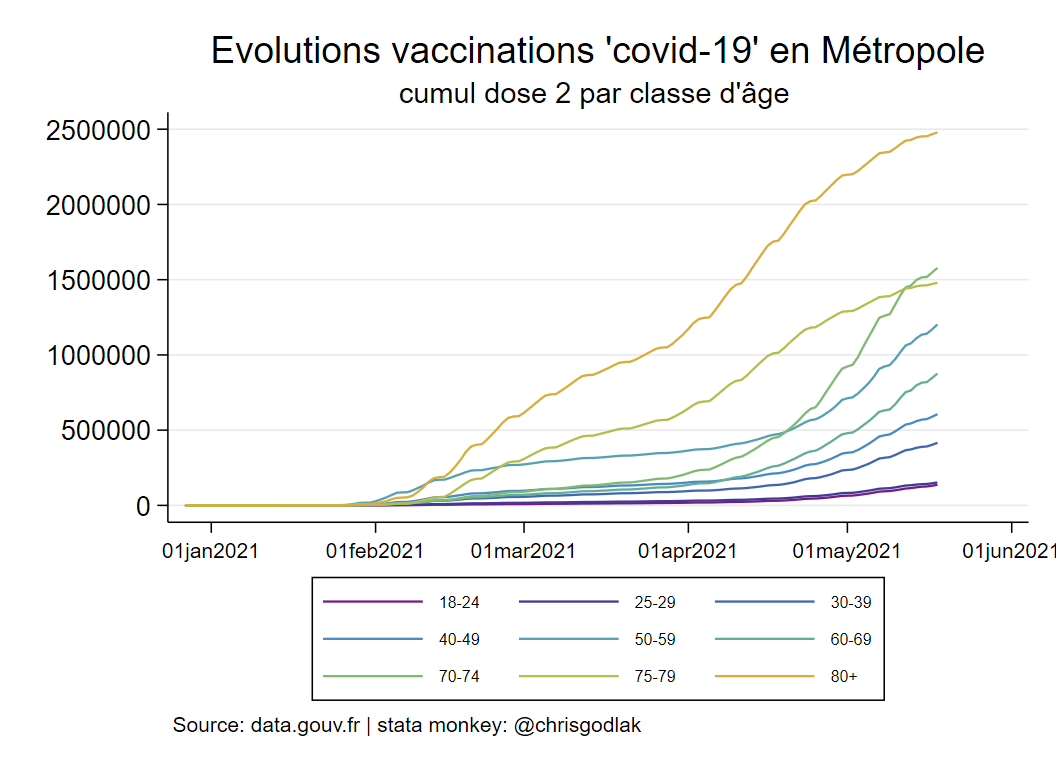 Evolutions vaccinations 'covid-19' en Métropole
cumul dose 2 par classe d'âge
2500000
2000000
1500000
1000000
500000
0
01jan2021 01feb2021 01mar2021 01apr2021 01may2021 01jun2021
18-24 25-29 30-39
40-49 50-59 60-69
70-74 75-79 80+
Source: data.gouv.fr | stata monkey: @chrisgodlak